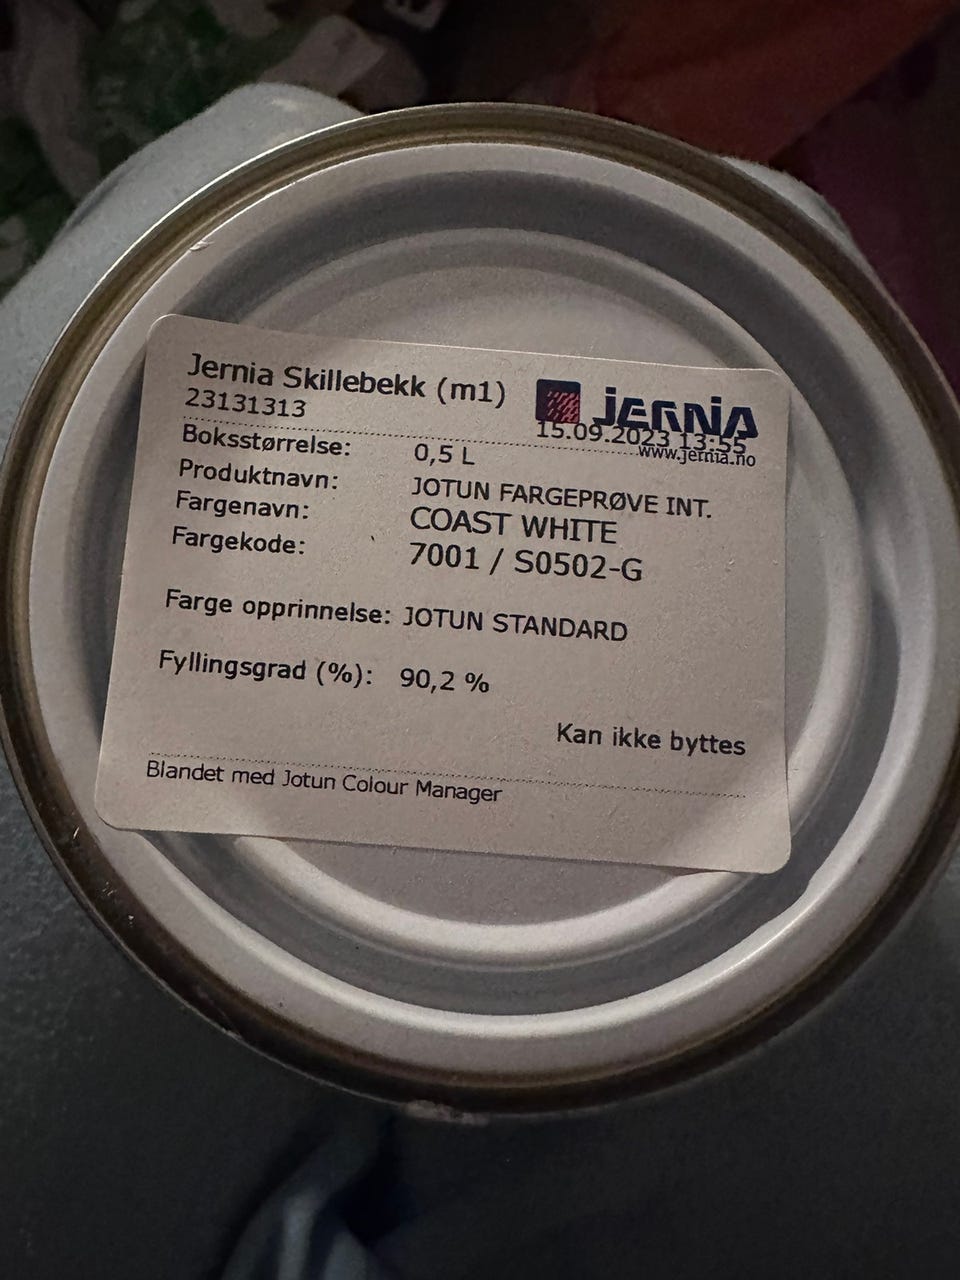 Jernia Skillebekk (m1)
23131313
JERNIA
15.09.2023 13:55
www.jernia.no
Boksstørrelse: 0,5 L
Produktnavn: JOTUN FARGEPRØVE INT.
Fargenavn: COAST WHITE
Fargekode: 7001 / S0502-G
Farge opprinnelse: JOTUN STANDARD
Fyllingsgrad (%): 90,2 %
Kan ikke byttes
Blandet med Jotun Colour Manager